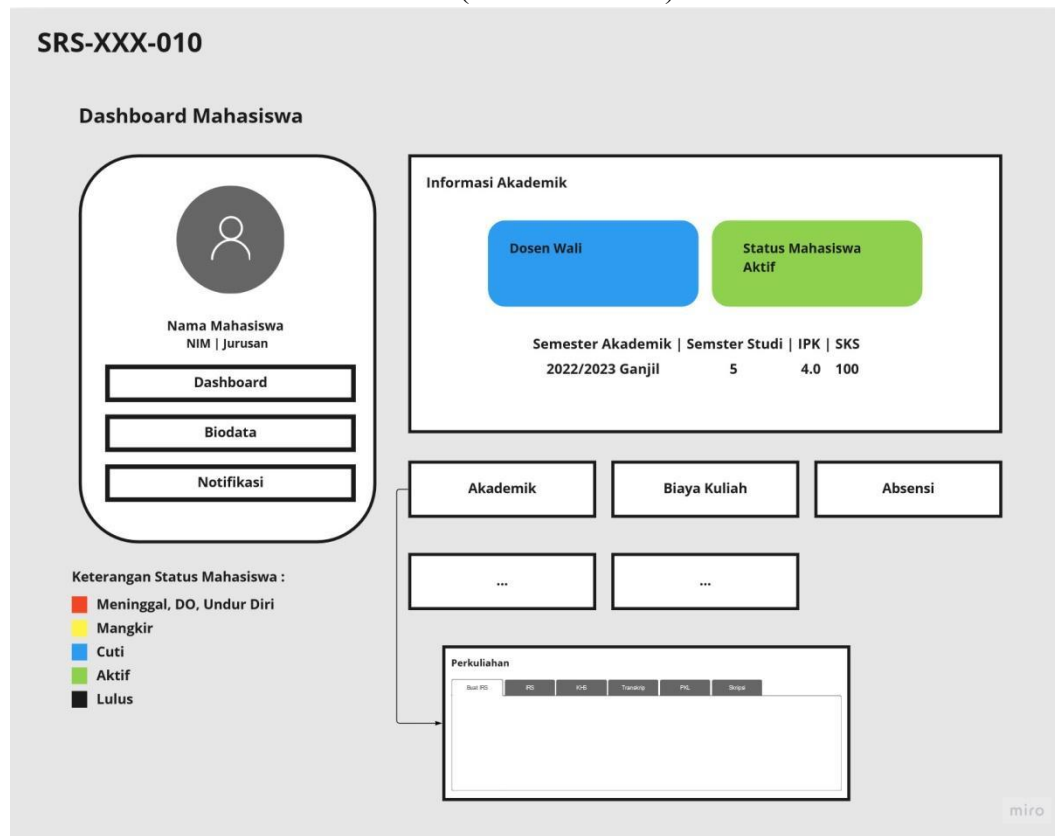 SRS-XXX-010
Dashboard Mahasiswa
Nama Mahasiswa
NIM | Jurusan
Dashboard
Biodata
Notifikasi
Keterangan Status Mahasiswa :
Meninggal, DO, Undur Diri
Mangkir
Cuti
Aktif
Lulus
Informasi Akademik
Dosen Wali
Status Mahasiswa
Aktif
Semester Akademik | Semster Studi | IPK | SKS
2022/2023 Ganjil 5 4.0 100
Akademik
Biaya Kuliah
Absensi
...
...
Perkuliahan
Buat IRS IRS KHS Transkrip PKL Skripsi
miro